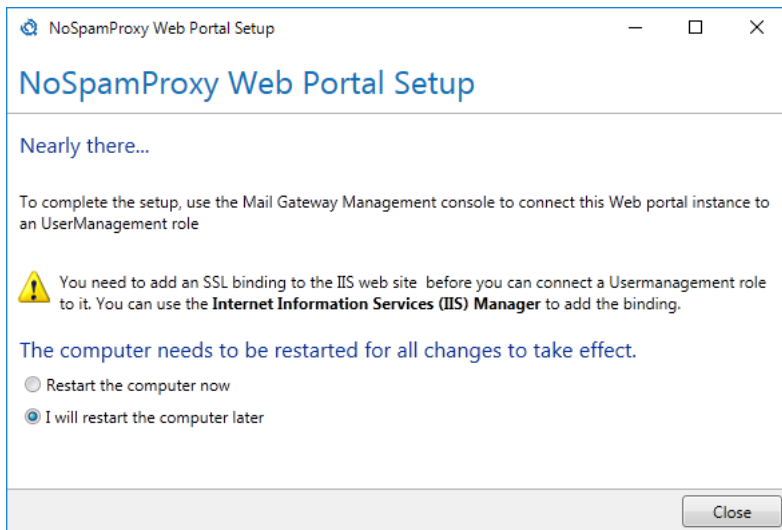 NoSpamProxy Web Portal Setup
NoSpamProxy Web Portal Setup
Nearly there...
To complete the setup, use the Mail Gateway Management console to connect this Web portal instance to
an UserManagement role
You need to add an SSL binding to the IIS web site  before you can connect a Usermanagement role
to it. You can use the Internet Information Services (IIS) Manager to add the binding.
The computer needs to be restarted for all changes to take effect.
Restart the computer now
I will restart the computer later
Close